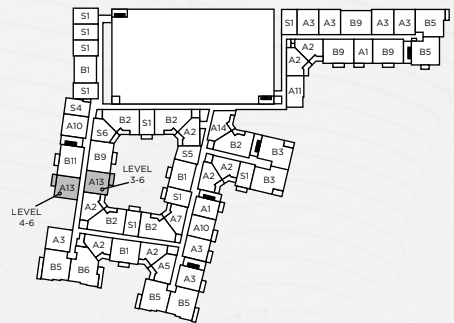 S1
S1
S1
B1
S1
S1 A3 A3 B9 A3 A3 B5
A2 B9 A1 B9 B5
A2
A11
S4
A10
B11
A13
LEVEL
4-6
S6 B2 S1 B2 A2
B9
A13
LEVEL
3-6
A2 B2 S1 B2 A7
S5
B1
S1
A14
B2 B3
A2 A2 S1 B3
A1
A10
A3
A3
B5 B6
A2 B1 A2 A5
A3
B5 B5